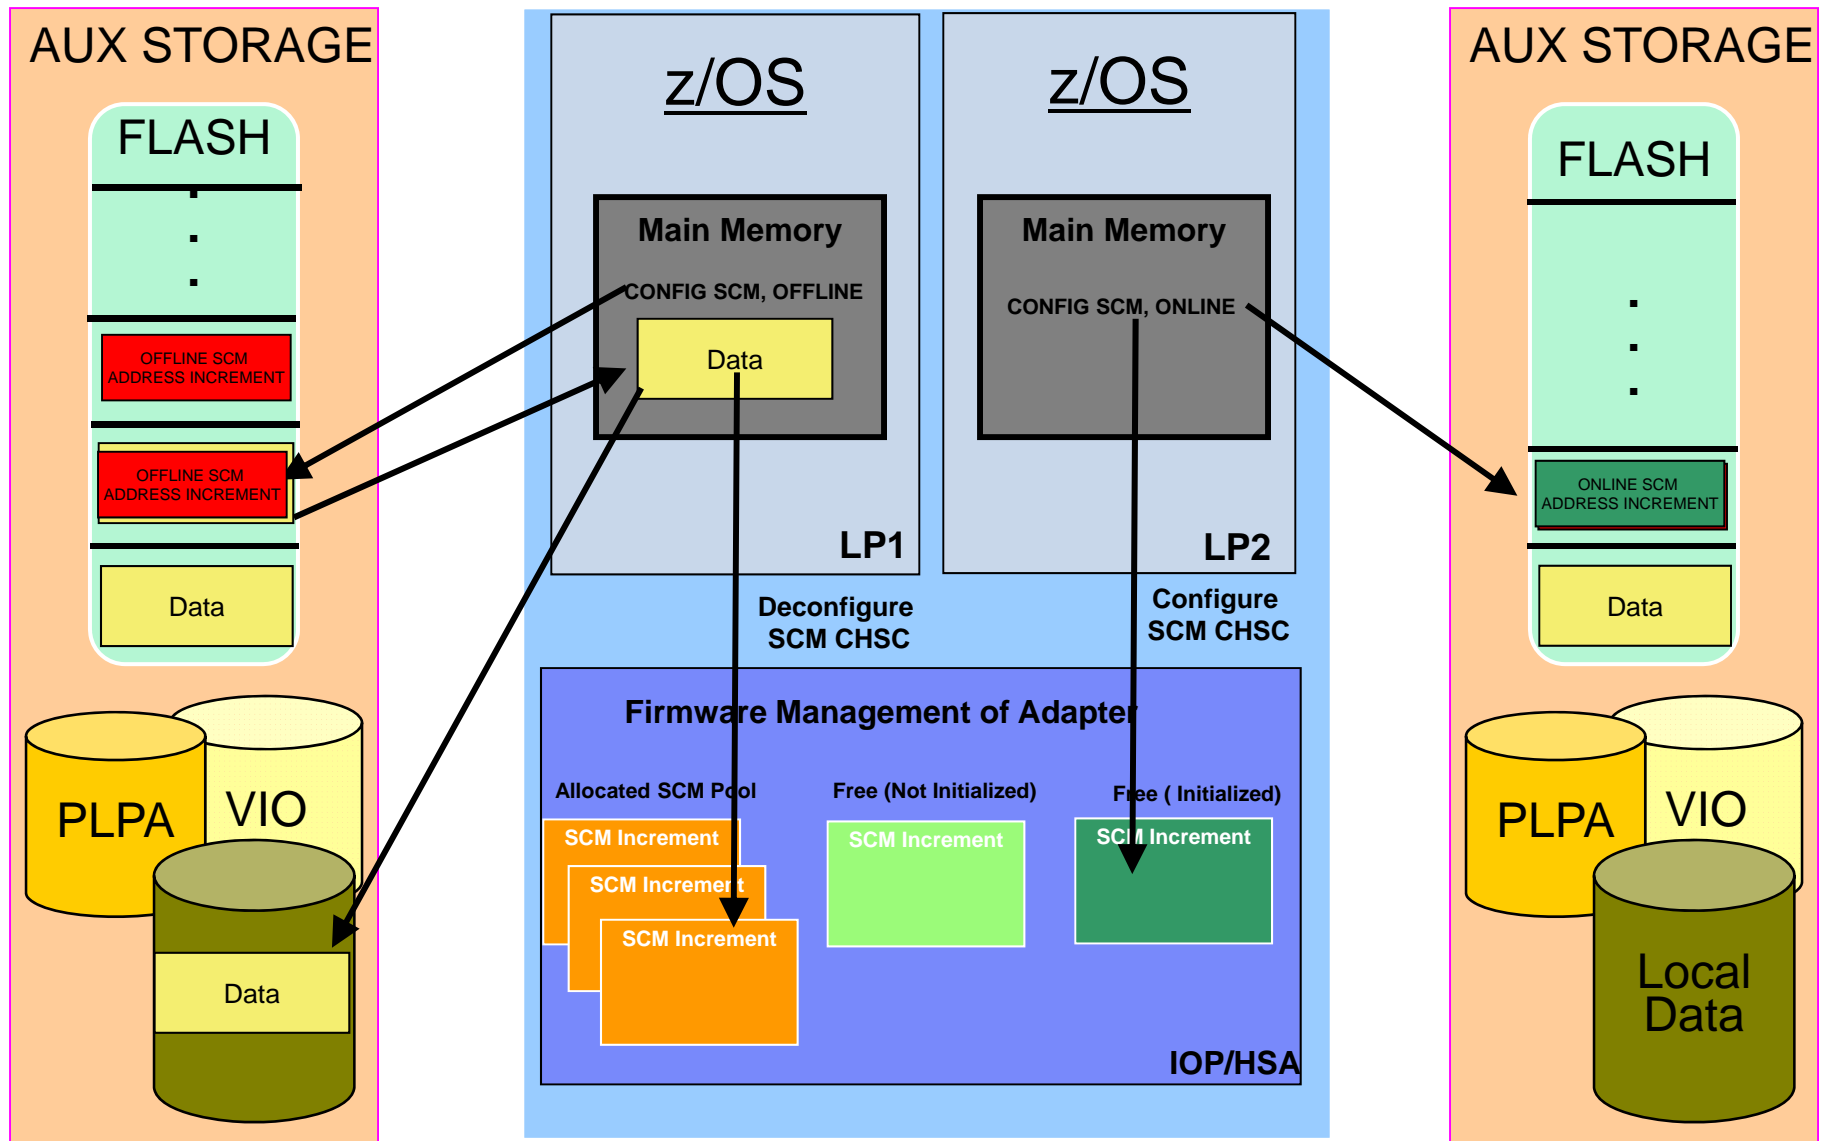 AUX STORAGE
FLASH
OFFLINE SCM
ADDRESS INCREMENT
OFFLINE SCM
ADDRESS INCREMENT
Data
PLPA
VIO
Data
z/OS
Main Memory
CONFIG SCM, OFFLINE
Data
LP1
z/OS
Main Memory
CONFIG SCM, ONLINE
LP2
Deconfigure
SCM CHSC
Configure
SCM CHSC
Firmware Management of Adapter
Allocated SCM Pool
SCM Increment
SCM Increment
SCM Increment
Free (Not Initialized)
SCM Increment
Free ( Initialized)
SCM Increment
IOP/HSA
AUX STORAGE
FLASH
ONLINE SCM
ADDRESS INCREMENT
Data
PLPA
VIO
Local
Data